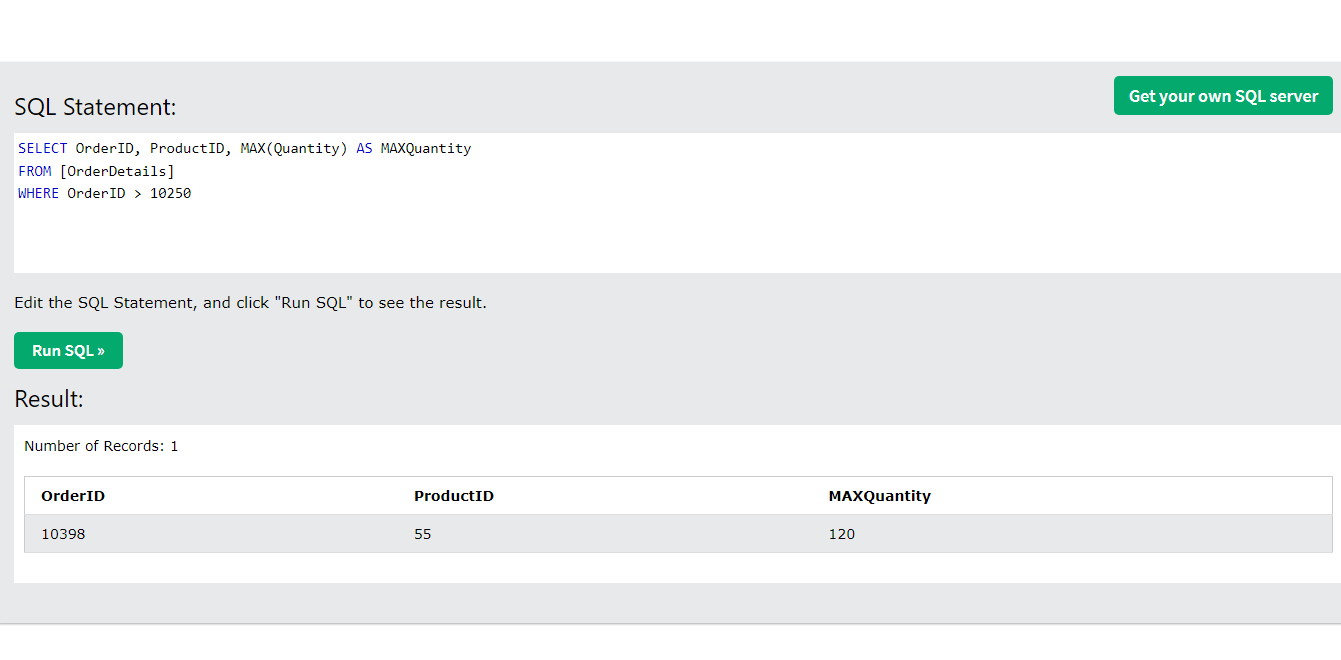 Get your own SQL server
SQL Statement:
SELECT OrderID, ProductID, MAX(Quantity) AS MAXQuantity
FROM [OrderDetails]
WHERE OrderID > 10250
Edit the SQL Statement, and click "Run SQL" to see the result.
Run SQL »
Result:
Number of Records: 1
OrderID ProductID MAXQuantity
10398 55 120